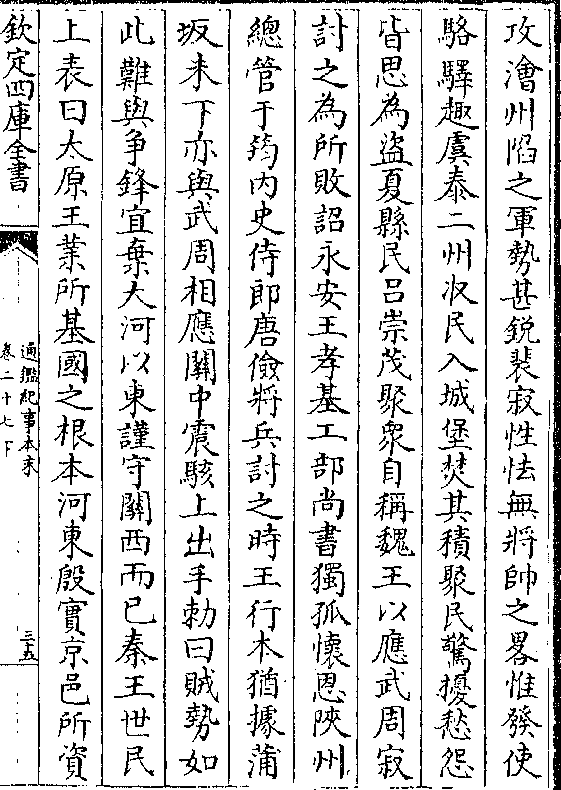 攻澮州陷之軍勢甚銳裴寂性怯無將帥之畧惟發使
駱驛趣虞泰二州収民入城堡焚其積聚民驚擾愁怨
皆思為盜夏縣民吕崇茂聚衆自稱魏王以應武周寂
討之為所敗詔永安王孝基工部尚書獨孤懷恩陜州
總管于筠内史侍郎唐儉將兵討之時王行本猶據蒲
坂未下亦與武周相應關中震駭上出手勅曰賊勢如
此難與争鋒宜棄大河以東謹守關西而已秦王世民
上表曰太原王業所基國之根本河東殷實京邑所資
欽定四庫全書
通鑑紀事本末
卷二十七下
三五